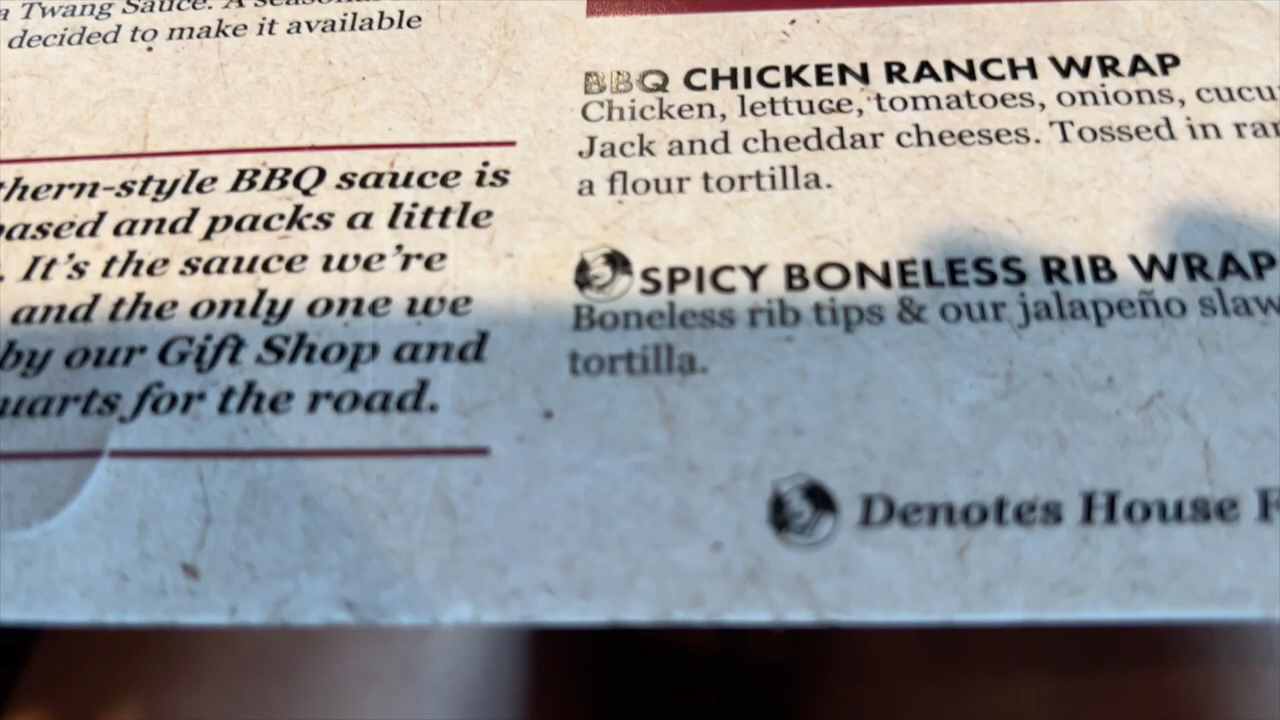 a Twang Sauce. A
decided to make it available
thern-style BBQ sauce is
ased and packs a little
. It's the sauce we're
and the only one we
by our Gift Shop and
uarts for the road.
BBQ CHICKEN RANCH WRAP
Chicken, lettuce, tomatoes, onions, cucu
Jack and cheddar cheeses. Tossed in ran
a flour tortilla.
SPICY BONELESS RIB WRAP
Boneless rib tips & our jalapeño slaw
tortilla.
Denotes House F